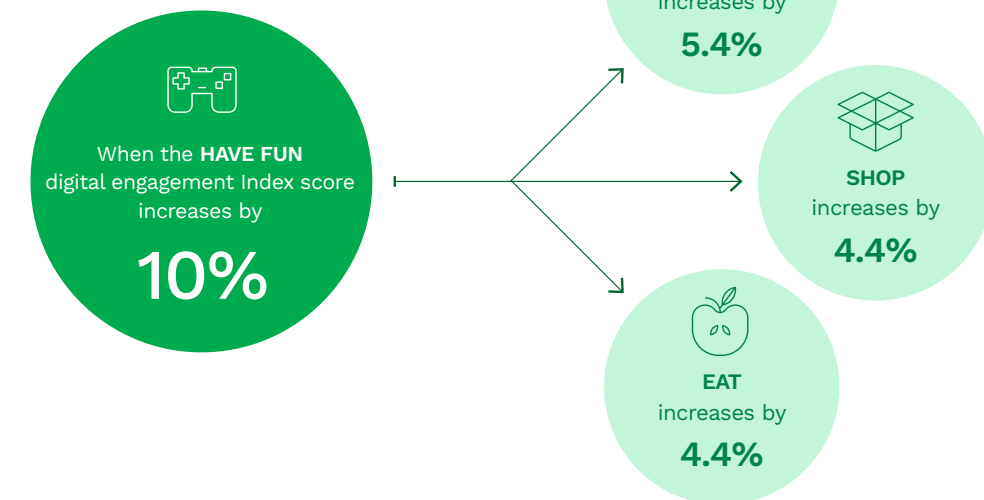 increases by
5.4%
When the HAVE FUN
digital engagement Index score
increases by
10%
SHOP
increases by
4.4%
EAT
increases by
4.4%